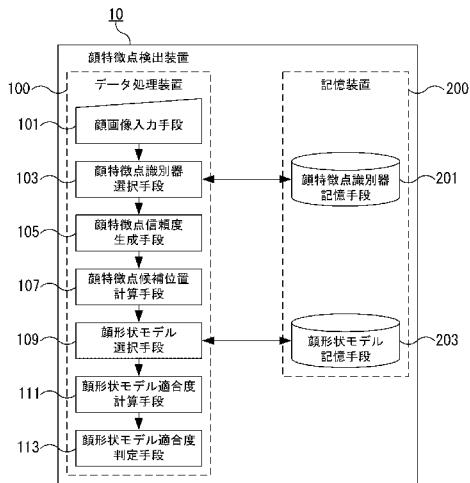 10
顔特徴点検出装置
100
データ処理装置
記憶装置
200
101
顔画像入力手段
103
顔特徴点識別器
選択手段
顔特徴点識別器
記憶手段
201
105
顔特徴点信頼度
生成手段
107
顔特徴点候補位置
計算手段
109
顔形状モデル
選択手段
顔形状モデル
記憶手段
203
111
顔形状モデル適合度
計算手段
113
顔形状モデル適合度
判定手段